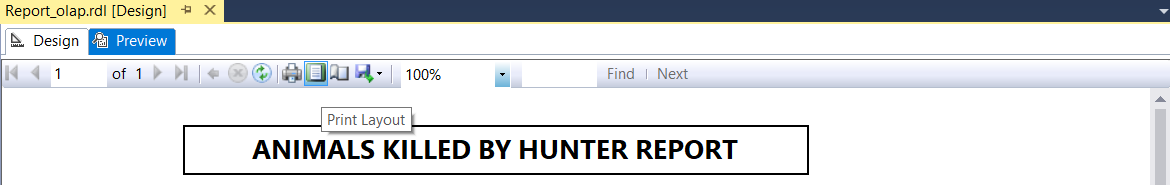 Report_olap.rdl [Design]
Design Preview
1 of 1 100% Find Next
Print Layout
ANIMALS KILLED BY HUNTER REPORT